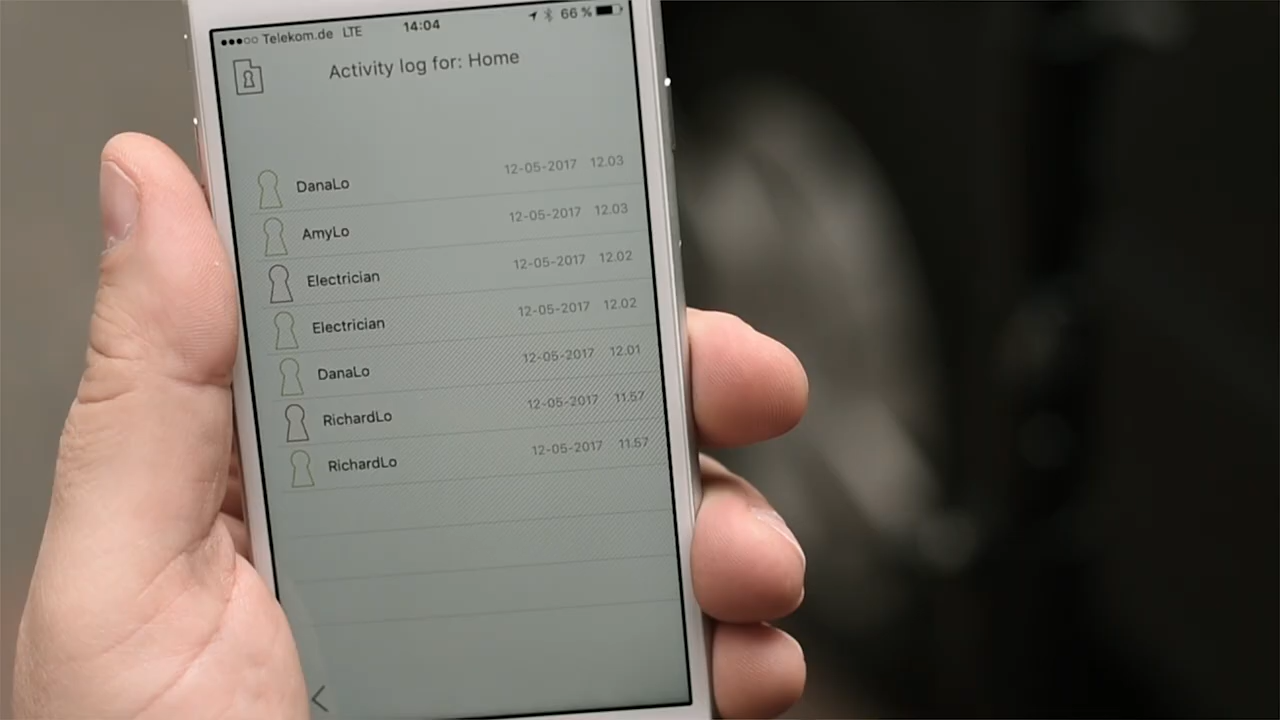 Telekom.de LTE 14:04 66 %
Activity log for: Home
DanaLo 12-05-2017 12.03
AmyLo 12-05-2017 12.03
Electrician 12-05-2017 12.02
Electrician 12-05-2017 12.02
DanaLo 12-05-2017 12.01
RichardLo 12-05-2017 11.57
RichardLo 12-05-2017 11.57